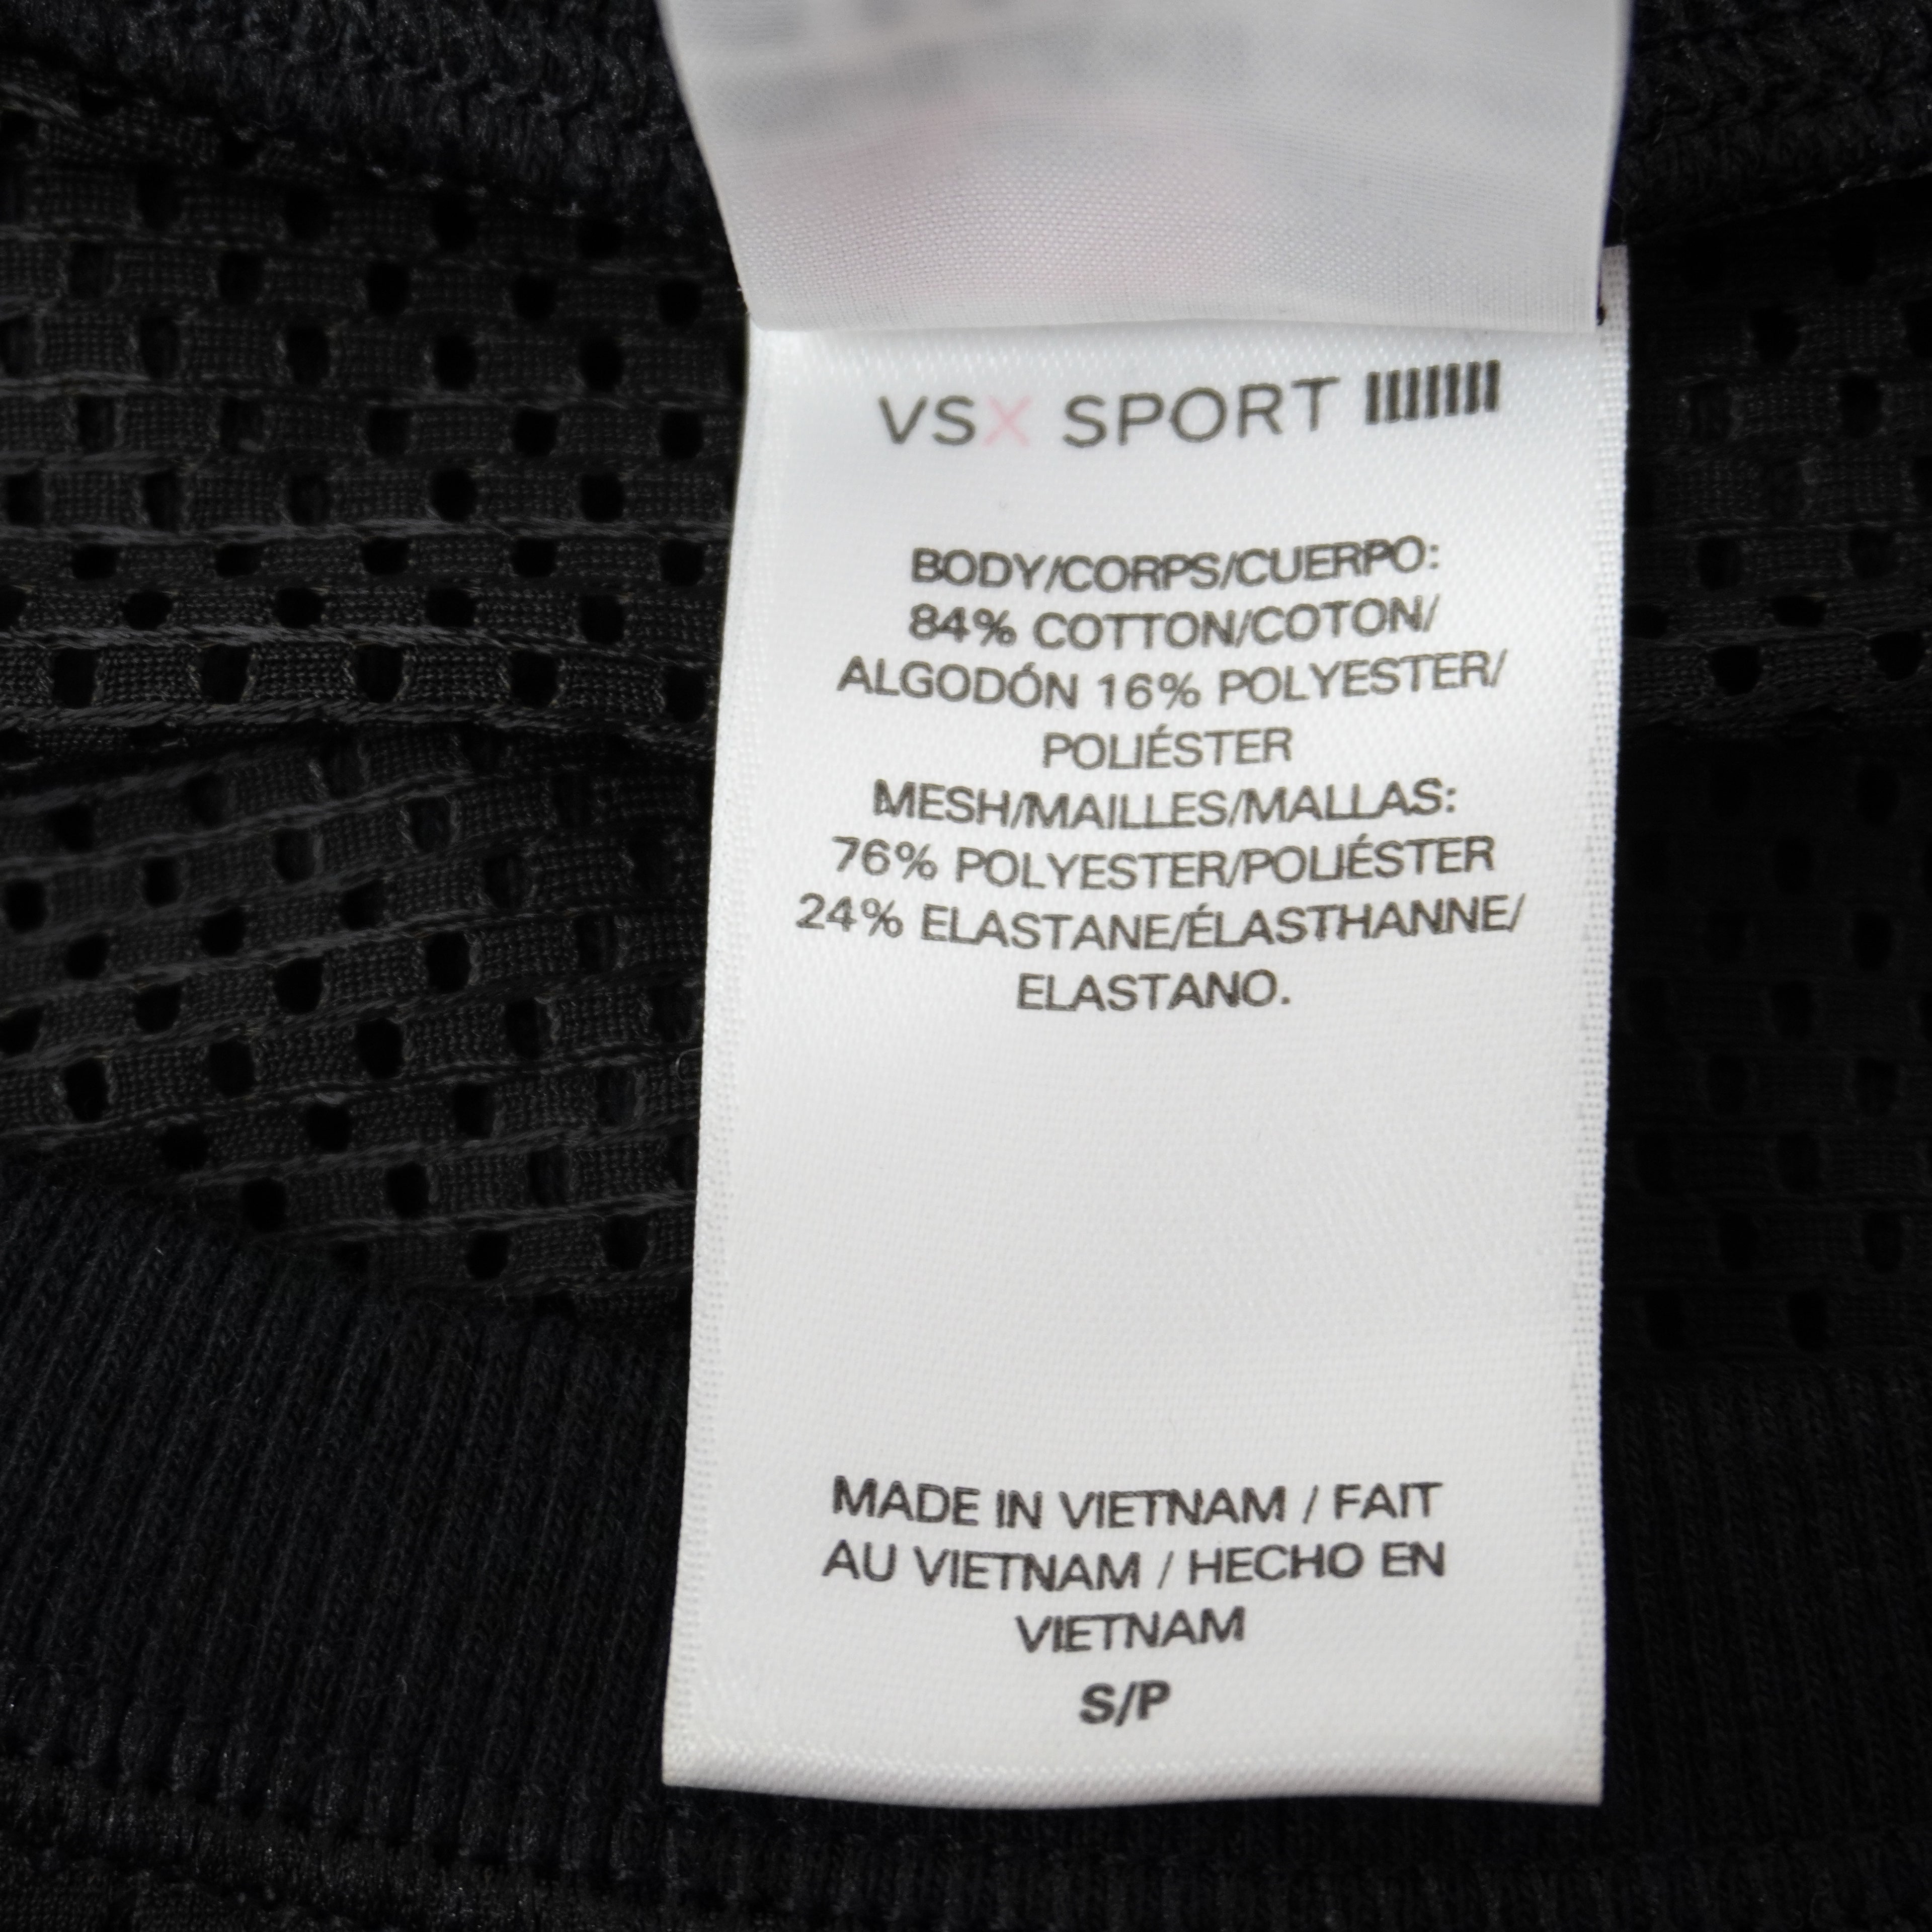 VSX SPORT
BODY/CORPS/CUERPO:
84% COTTON/COTON/
ALGODÓN 16% POLYESTER/
POLIÉSTER
MESH/MAILLES/MALLAS:
76% POLYESTER/POLIÉSTER
24% ELASTANE/ÉLASTHANNE/
ELASTANO.
MADE IN VIETNAM / FAIT
AU VIETNAM / HECHO EN
VIETNAM
S/P